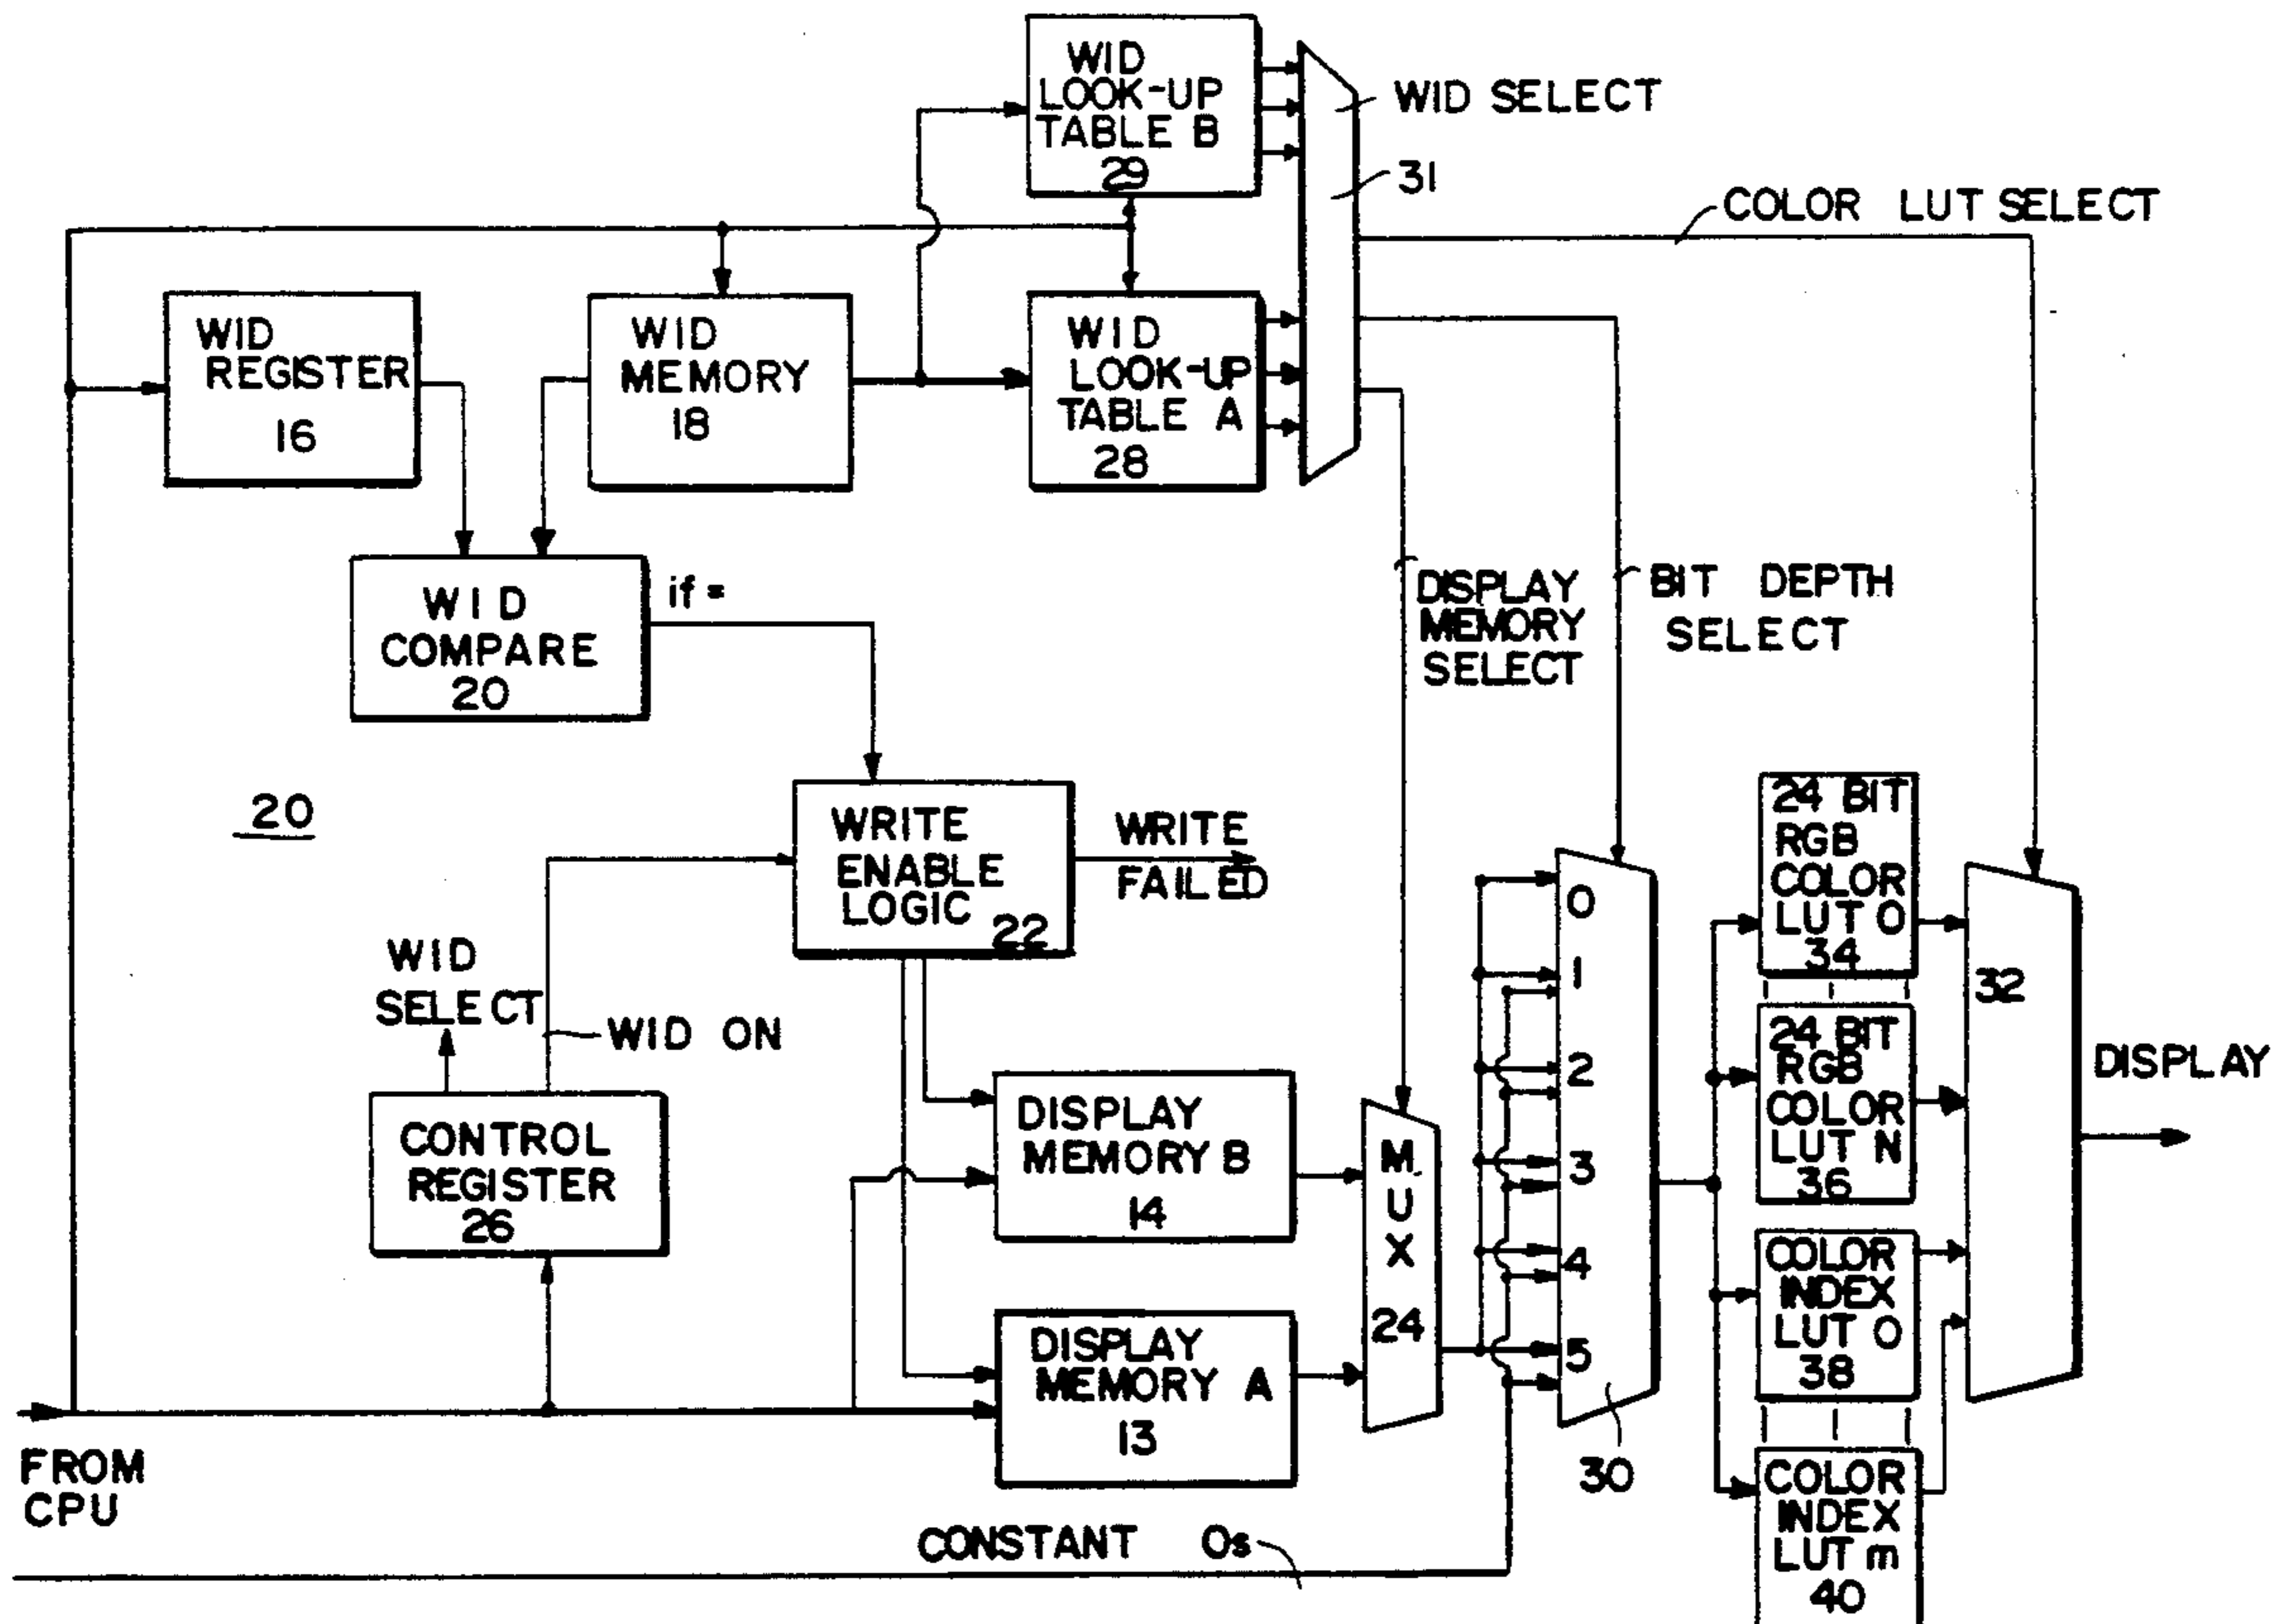 WID
LOOK-UP
TABLE B
29
WID SELECT
31
COLOR LUT SELECT
WID
REGISTER
16
WID
MEMORY
18
WID
LOOK-UP
TABLE A
28
WID
COMPARE
20
if =
DISPLAY
MEMORY
SELECT
BIT DEPTH
SELECT
20
WRITE
ENABLE
LOGIC
22
WRITE
FAILED
WID
SELECT
WID ON
CONTROL
REGISTER
26
DISPLAY
MEMORY B
14
DISPLAY
MEMORY A
13
MUX
24
0
1
2
3
4
5
30
24 BIT
RGB
COLOR
LUT 0
34
24 BIT
RGB
COLOR
LUT N
36
COLOR
INDEX
LUT 0
38
COLOR
INDEX
LUT m
40
32
DISPLAY
FROM
CPU
CONSTANT 0s